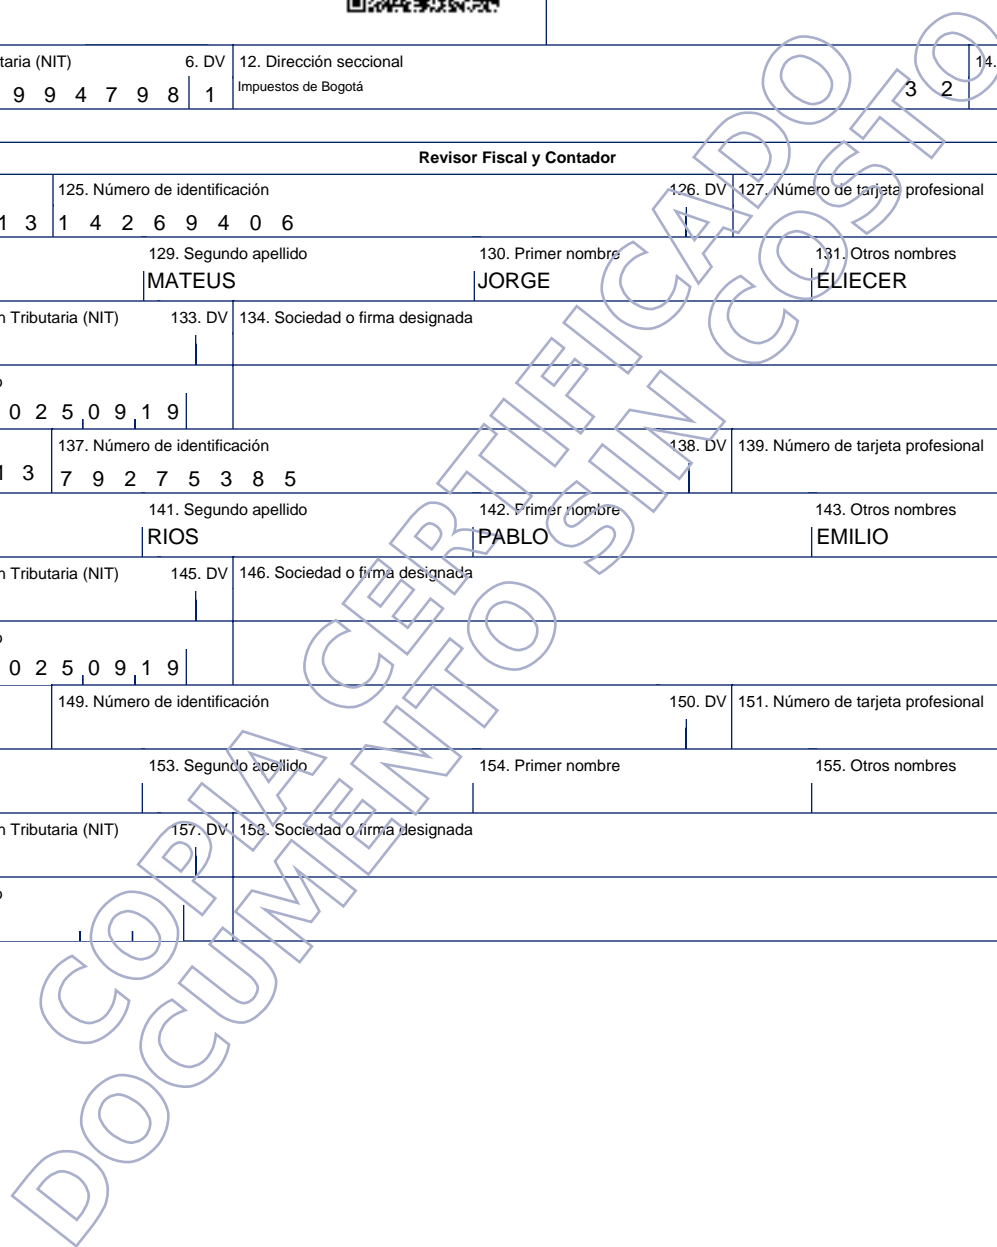 taria (NIT) 6. DV 12. Dirección seccional 14.
9 9 4 7 9 8 1 Impuestos de Bogotá 3 2
Revisor Fiscal y Contador
125. Número de identificación 126. DV 127. Número de tarjeta profesional
1 3 1 4 2 6 9 4 0 6
129. Segundo apellido 130. Primer nombre 131. Otros nombres
MATEUS JORGE ELIECER
n Tributaria (NIT) 133. DV 134. Sociedad o firma designada
o
0 2 5 0 9 1 9
137. Número de identificación 138. DV 139. Número de tarjeta profesional
1 3 7 9 2 7 5 3 8 5
141. Segundo apellido 142. Primer nombre 143. Otros nombres
RIOS PABLO EMILIO
n Tributaria (NIT) 145. DV 146. Sociedad o firma designada
o
0 2 5 0 9 1 9
149. Número de identificación 150. DV 151. Número de tarjeta profesional
153. Segundo apellido 154. Primer nombre 155. Otros nombres
n Tributaria (NIT) 157. DV 158. Sociedad o firma designada
o
COPIA CERTIFICADO
DOCUMENTO SIN COSTO